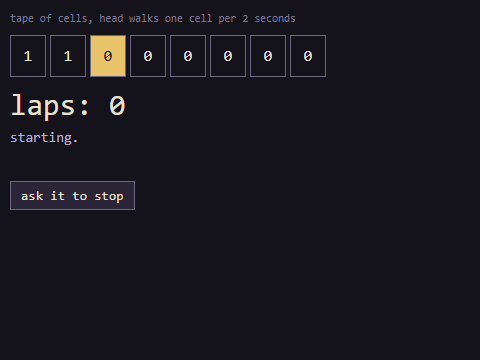 tape of cells, head walks one cell per 2 seconds
1 1 0 0 0 0 0 0
laps: 0
starting.
ask it to stop